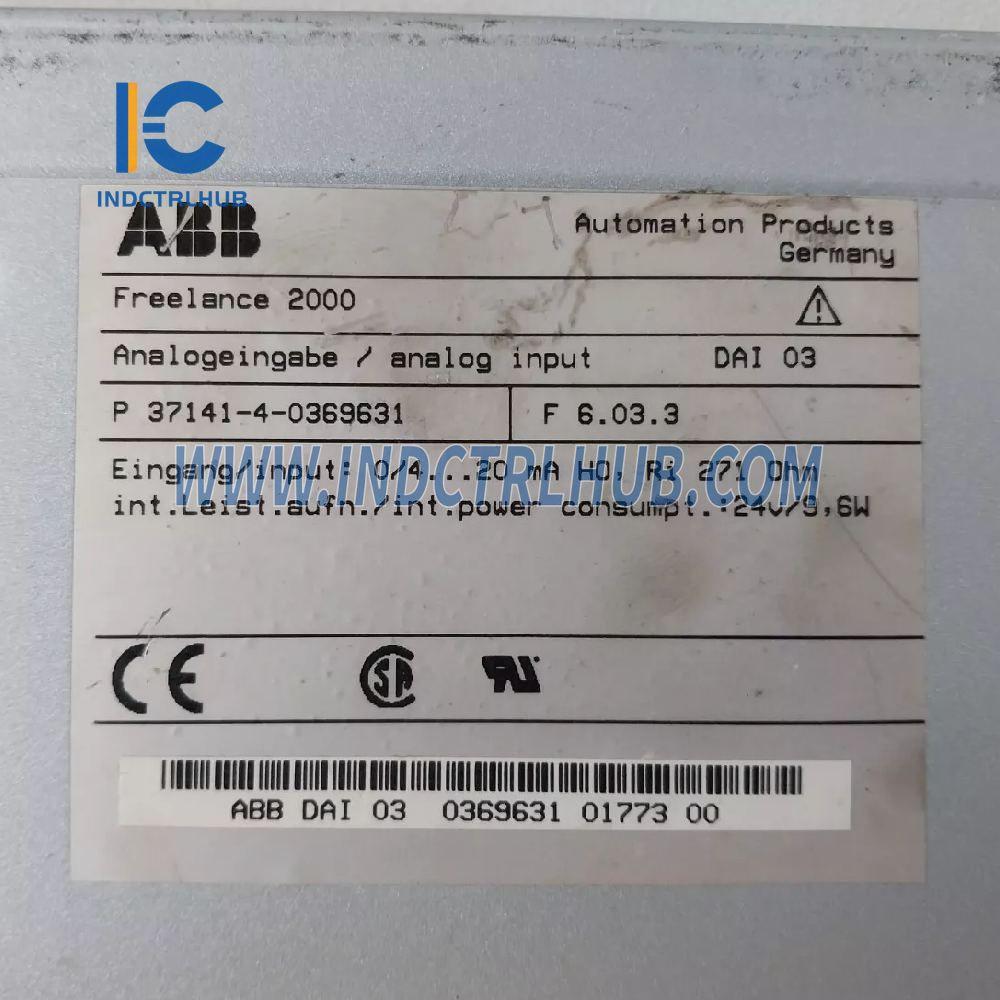 INDCTRLHUB
ABB
Automation Products
Germany
Freelance 2000
Analogeingabe / analog input DAI 03
P 37141-4-0369631 F 6.03.3
Eingang/input: 0/4...20 mA H0, Ri 271 Ohm
WWW.INDCTRLHUB.COM
int.Leist.aufn./int.power consumpt.:24V/9,6W
CE
ABB DAI 03 0369631 01773 00